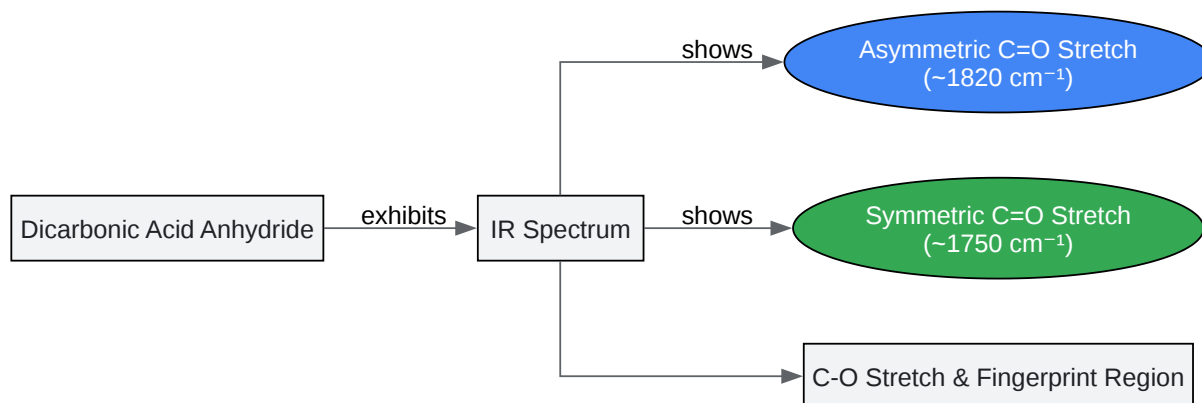 shows
Asymmetric C=O Stretch
(~1820 cm⁻¹)
Dicarbonic Acid Anhydride
exhibits
IR Spectrum
shows
Symmetric C=O Stretch
(~1750 cm⁻¹)
C-O Stretch & Fingerprint Region